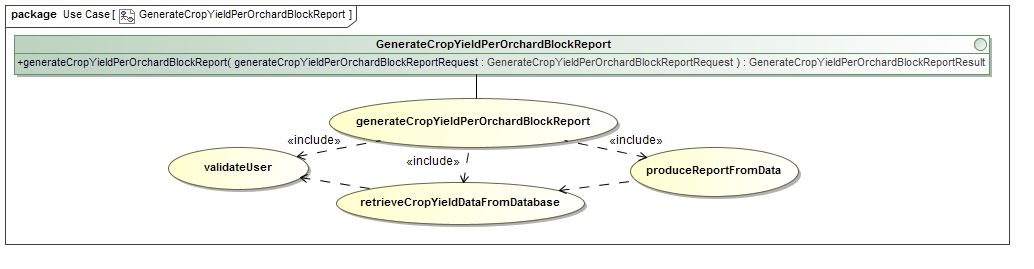 package Use Case [ GenerateCropYieldPerOrchardBlockReport ]
GenerateCropYieldPerOrchardBlockReport
+generateCropYieldPerOrchardBlockReport( generateCropYieldPerOrchardBlockReportRequest : GenerateCropYieldPerOrchardBlockReportRequest ) : GenerateCropYieldPerOrchardBlockReportResult
generateCropYieldPerOrchardBlockReport
«include»
«include»
«include»
validateUser
produceReportFromData
retrieveCropYieldDataFromDatabase